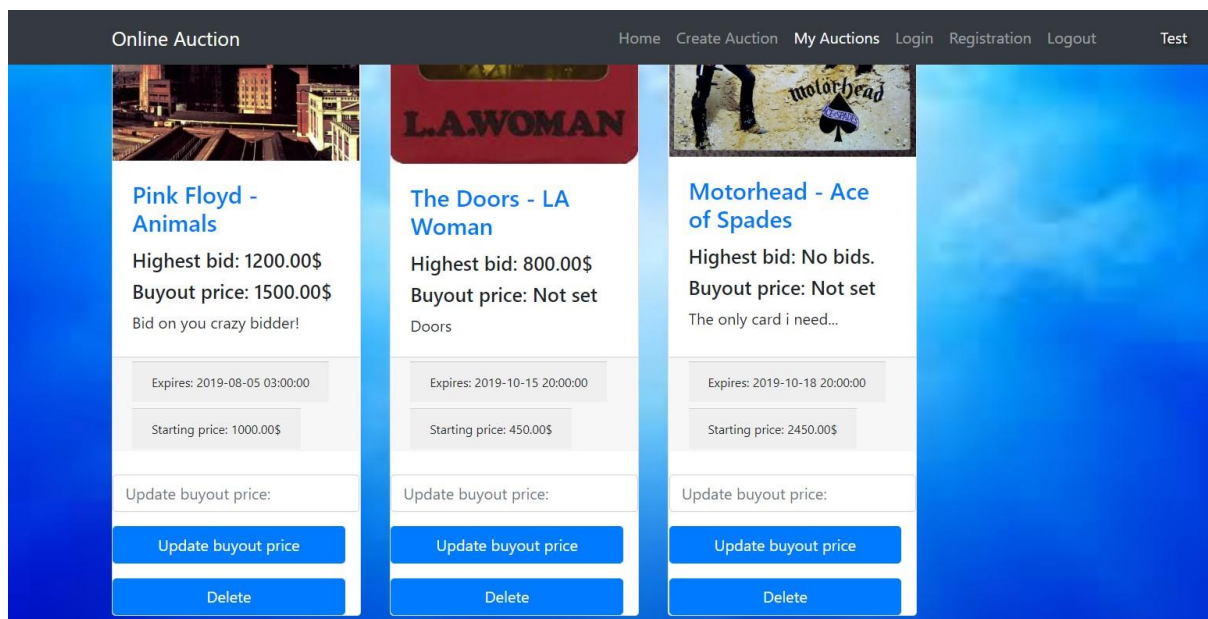 Online Auction
Home Create Auction My Auctions Login Registration Logout Test
L.A.WOMAN
motorhead
ACE OF SPADES
Pink Floyd -
Animals
Highest bid: 1200.00$
Buyout price: 1500.00$
Bid on you crazy bidder!
Expires: 2019-08-05 03:00:00
Starting price: 1000.00$
Update buyout price:
Update buyout price
Delete
The Doors - LA
Woman
Highest bid: 800.00$
Buyout price: Not set
Doors
Expires: 2019-10-15 20:00:00
Starting price: 450.00$
Update buyout price:
Update buyout price
Delete
Motorhead - Ace
of Spades
Highest bid: No bids.
Buyout price: Not set
The only card i need...
Expires: 2019-10-18 20:00:00
Starting price: 2450.00$
Update buyout price:
Update buyout price
Delete